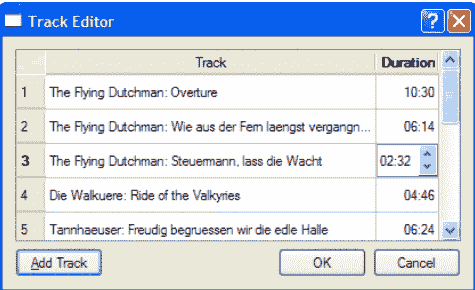 Track Editor
Track Duration
1 The Flying Dutchman: Overture 10:30
2 The Flying Dutchman: Wie aus der Fern laengst vergangn... 06:14
3 The Flying Dutchman: Steuermann, lass die Wacht 02:32
4 Die Walkuere: Ride of the Valkyries 04:46
5 Tannhaeuser: Freudig begruessen wir die edle Halle 06:24
Add Track OK Cancel